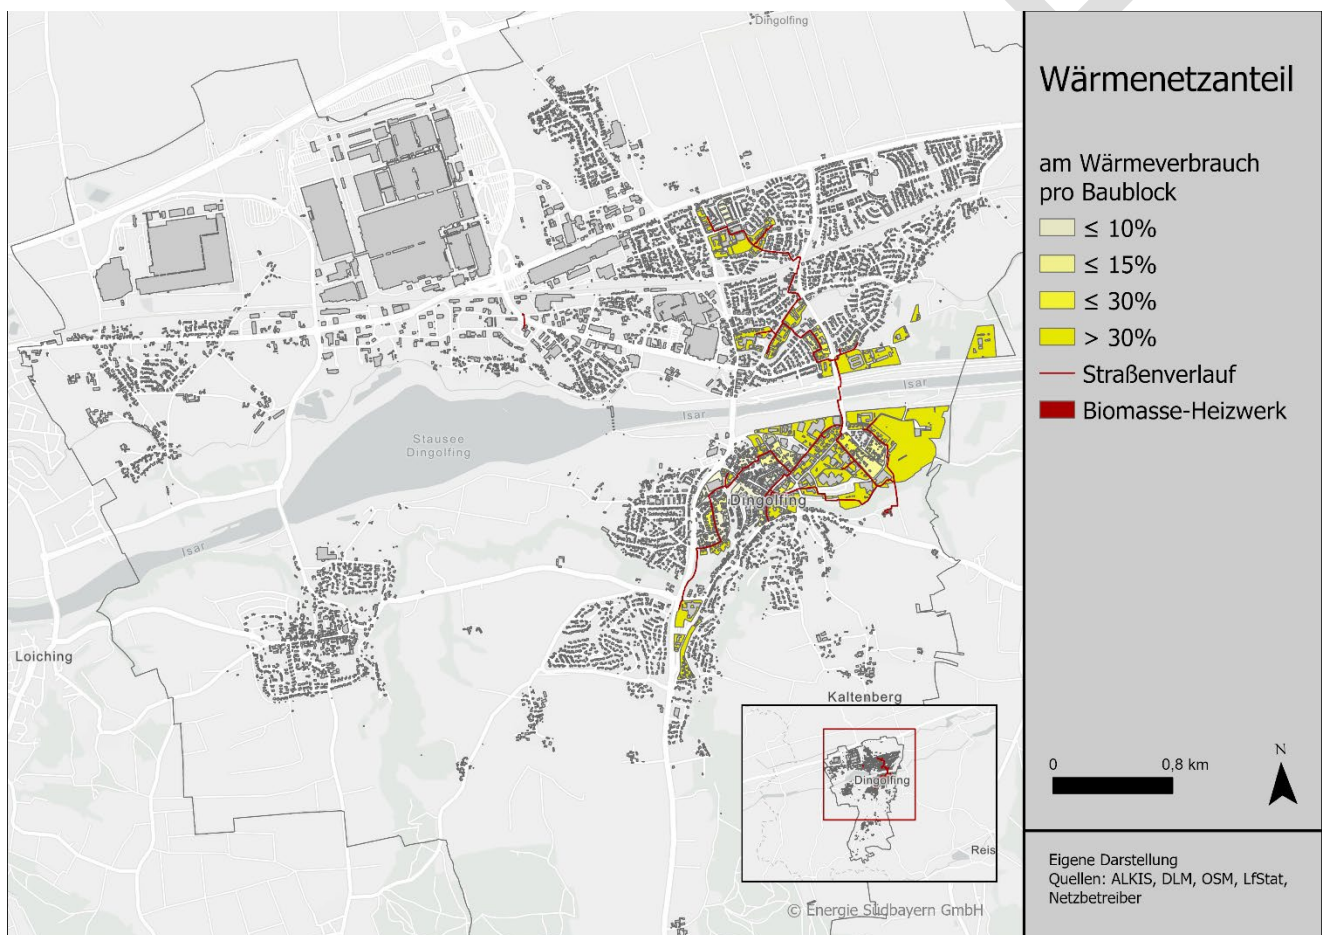 Dingolfing
Isar
Isar
Stausee
Dingolfing
Dingolfing
Isar
Loiching
Kaltenberg
Dingolfing
Reis
© Energie Südbayern GmbH
Wärmenetzanteil
am Wärmeverbrauch
pro Baublock
≤ 10%
≤ 15%
≤ 30%
> 30%
Straßenverlauf
Biomasse-Heizwerk
N
0 0,8 km
Eigene Darstellung
Quellen: ALKIS, DLM, OSM, LfStat,
Netzbetreiber